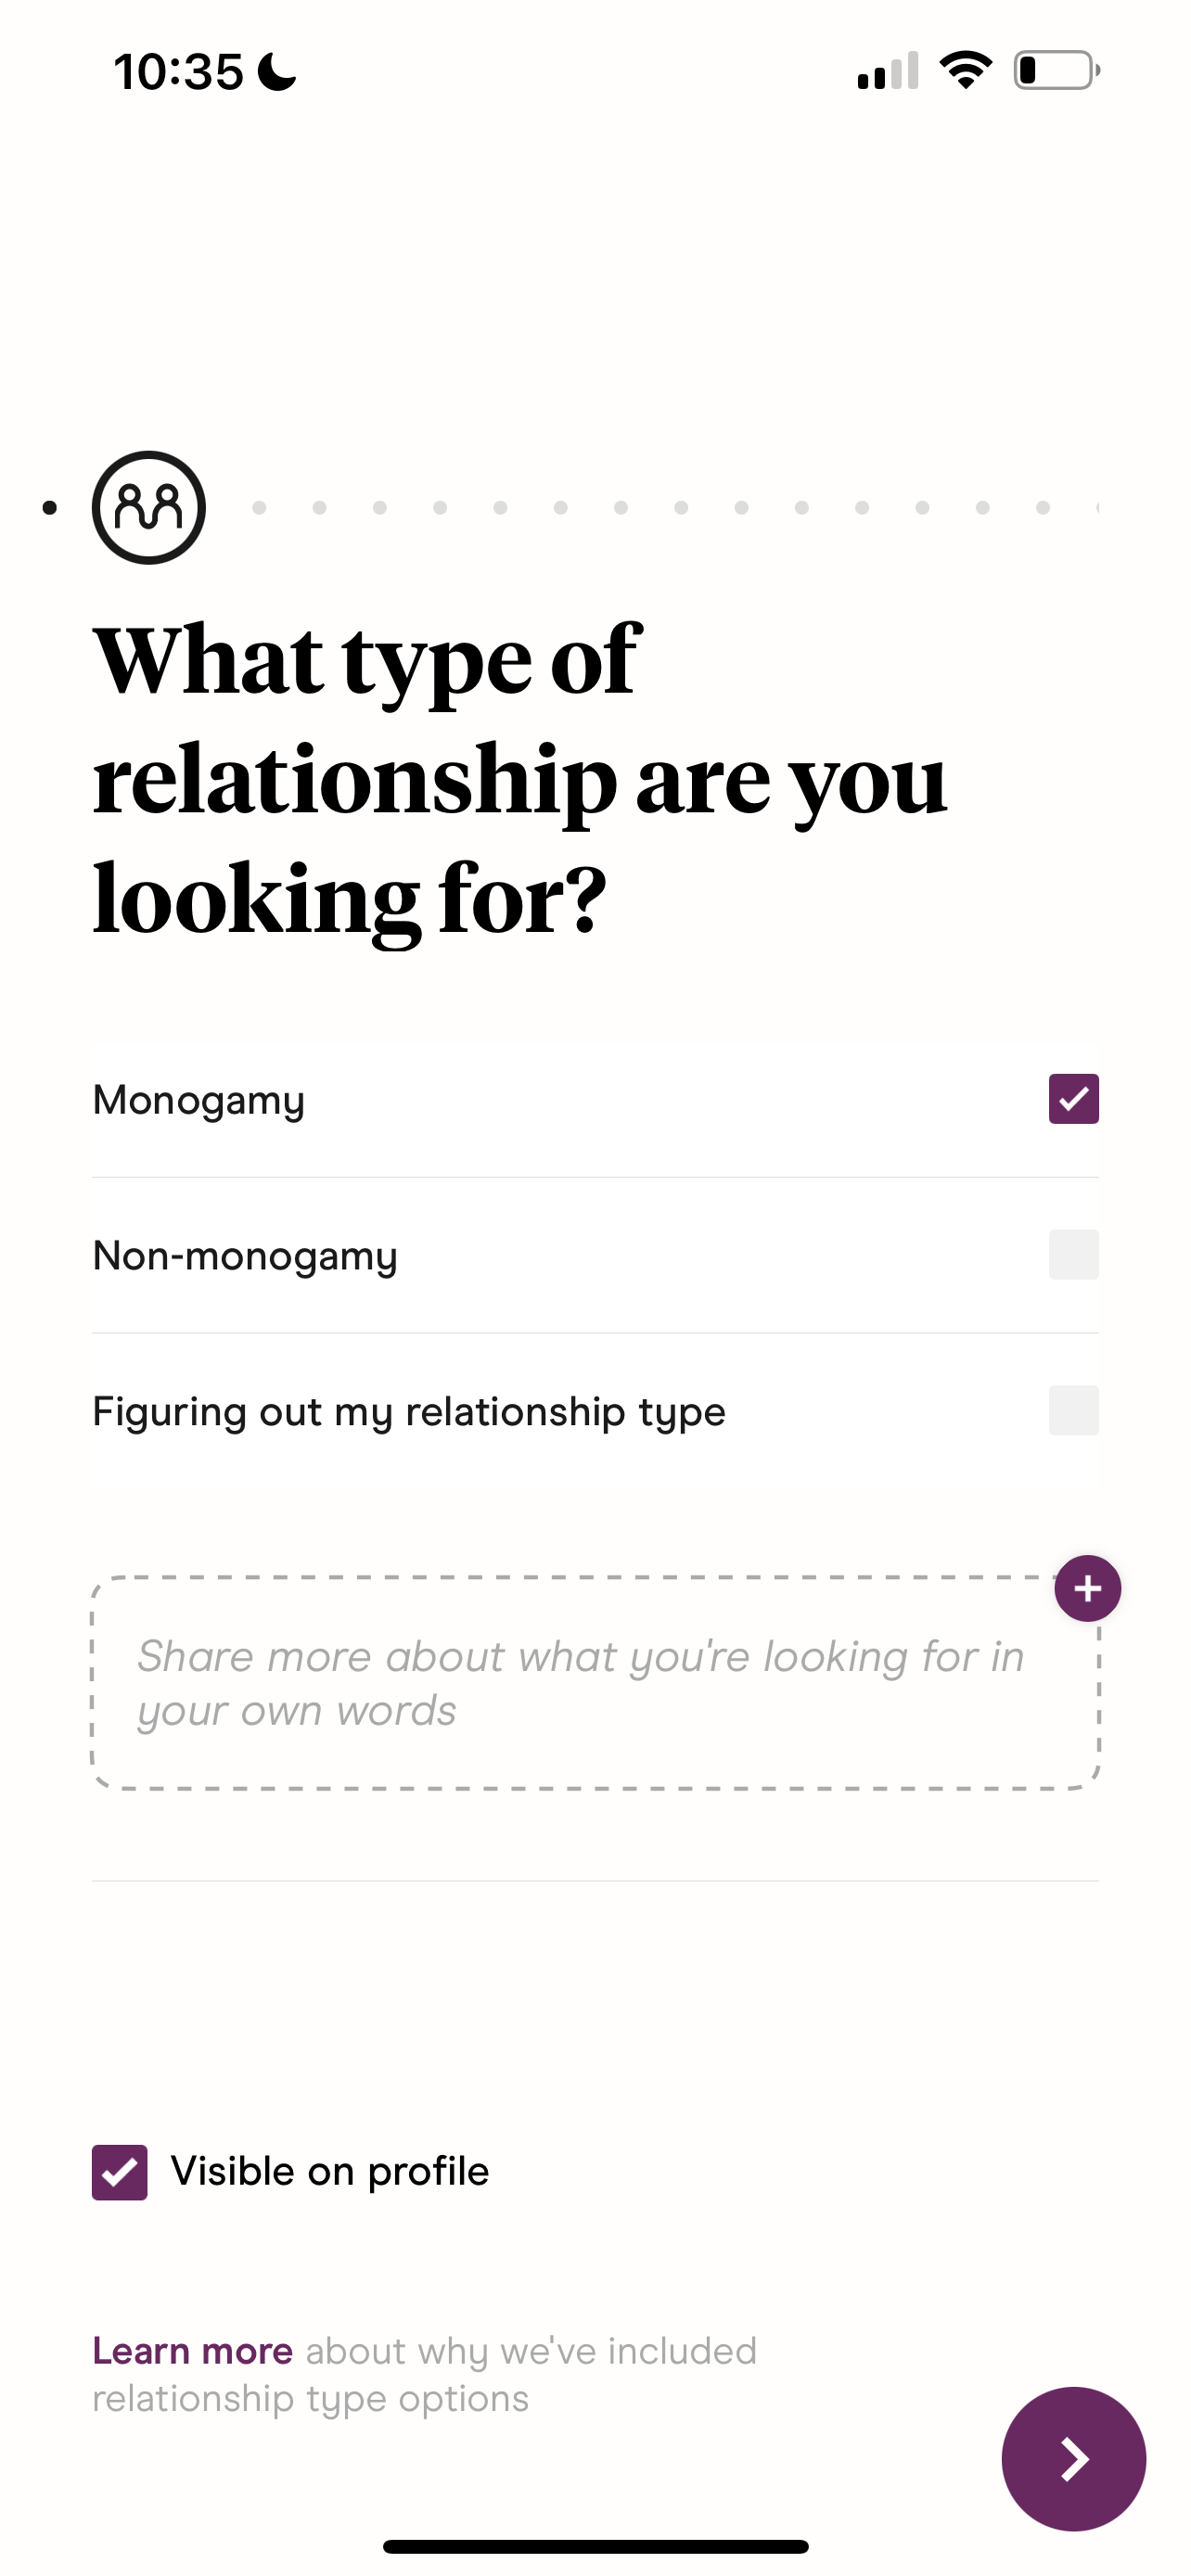 10:35
What type of
relationship are you
looking for?
Monogamy
Non-monogamy
Figuring out my relationship type
Share more about what you're looking for in
your own words
Visible on profile
Learn more about why we've included
relationship type options